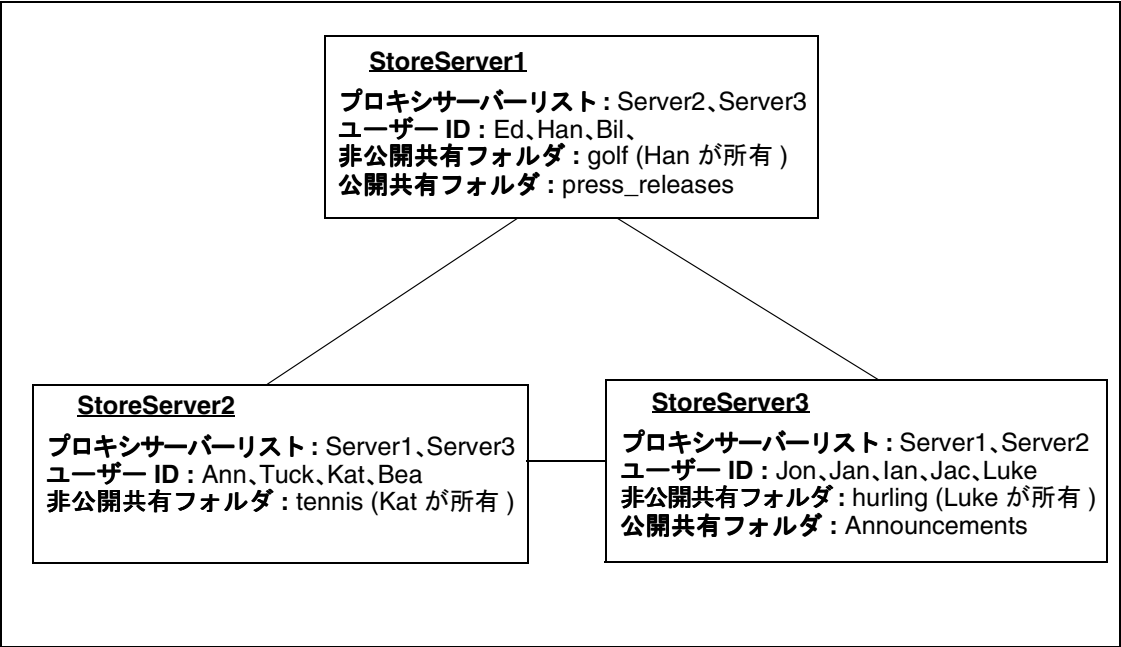 StoreServer1
プロキシサーバーリスト : Server2、Server3
ユーザー ID : Ed、Han、Bil、
非公開共有フォルダ : golf (Han が所有 )
公開共有フォルダ : press_releases
StoreServer2
プロキシサーバーリスト : Server1、Server3
ユーザー ID : Ann、Tuck、Kat、Bea
非公開共有フォルダ : tennis (Kat が所有 )
StoreServer3
プロキシサーバーリスト : Server1、Server2
ユーザー ID : Jon、Jan、Ian、Jac、Luke
非公開共有フォルダ : hurling (Luke が所有 )
公開共有フォルダ : Announcements